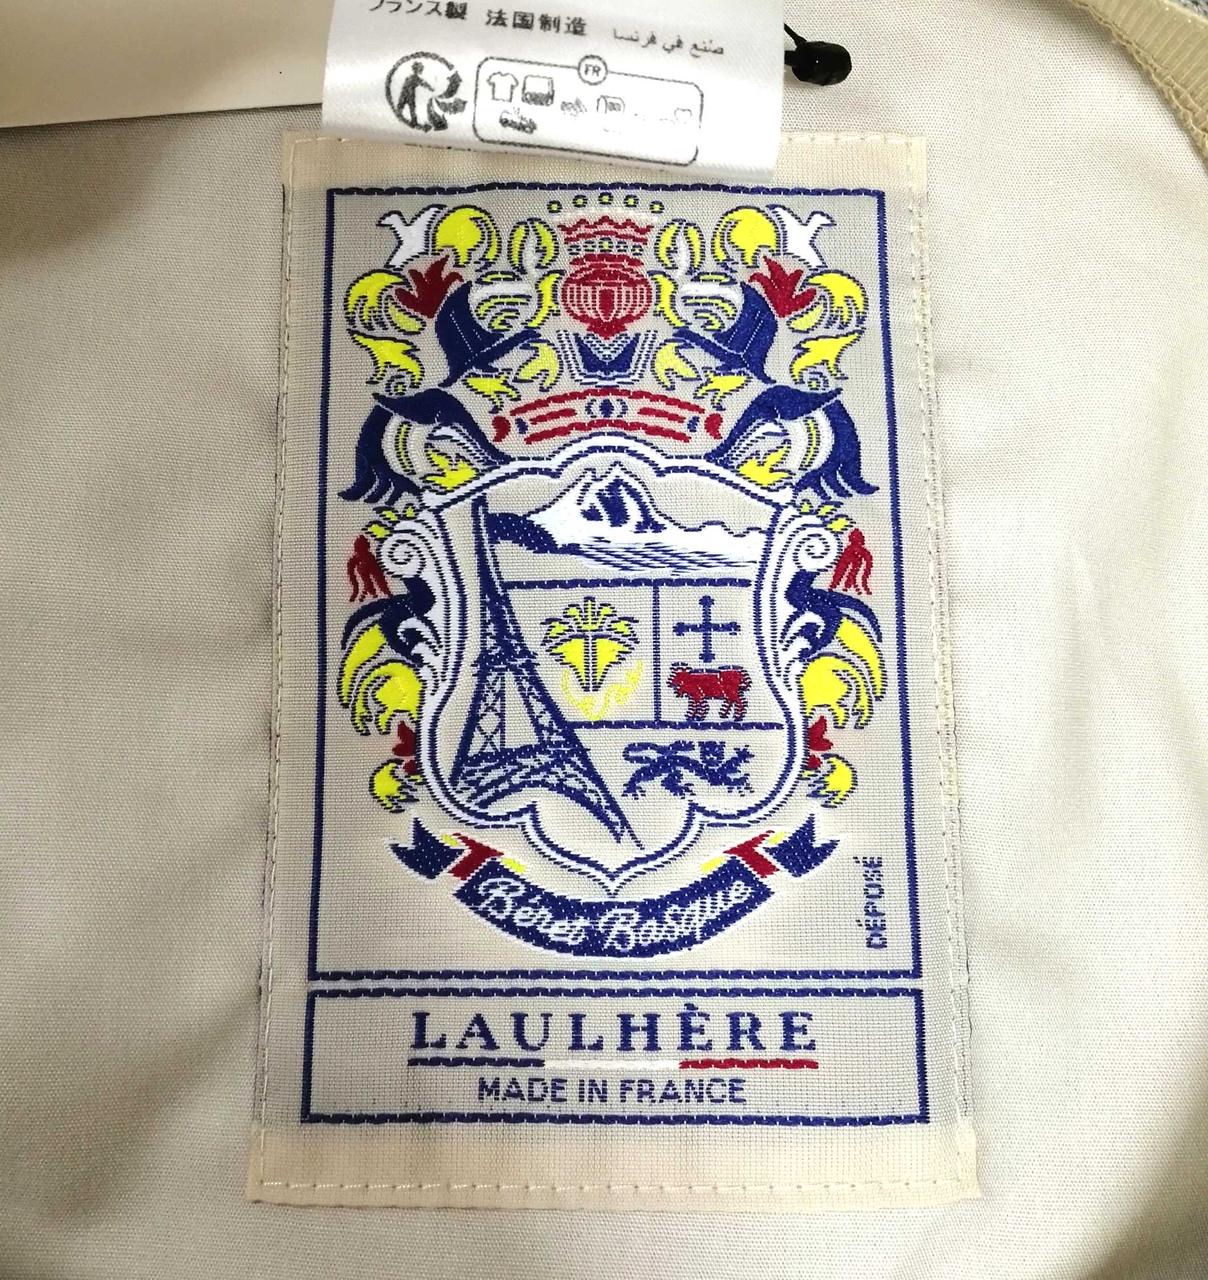 フランス製 法国制造 صنع في فرنسا
FR
Béret Basque
DÉPOSÉ
LAULHÈRE
MADE IN FRANCE